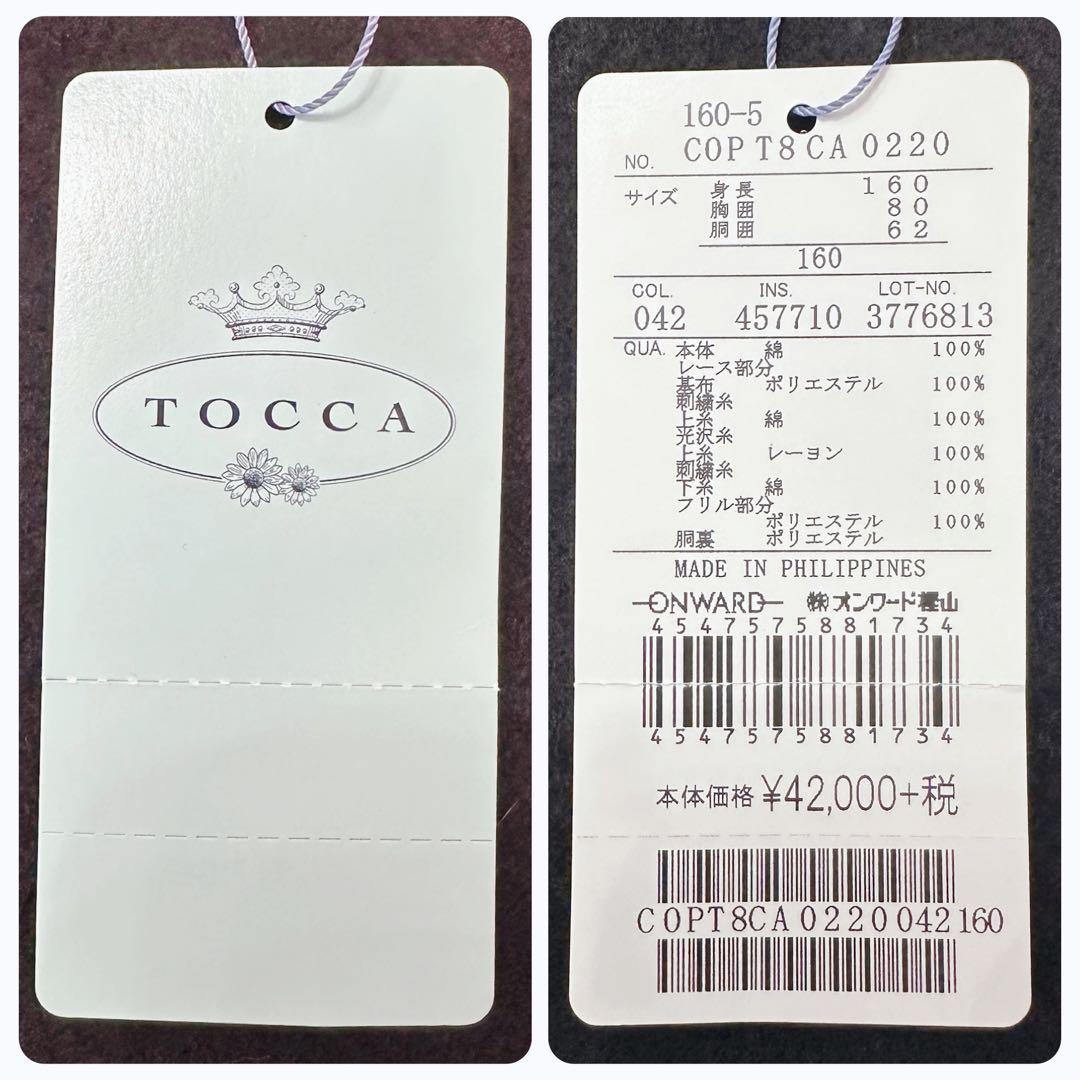 TOCCA
160-5
NO. COPT8CA0220
サイズ 身長 160
胸囲 80
胴囲 62
160
COL. INS. LOT-NO.
042 457710 3776813
QUA. 本体 綿 100%
レース部分
基布 ポリエステル 100%
刺繍糸
上糸 綿 100%
光沢糸
上糸 レーヨン 100%
刺繍糸
下糸 綿 100%
フリル部分
ポリエステル 100%
胴裏 ポリエステル
MADE IN PHILIPPINES
ONWARD ㈱オンワード樫山
4547575881734
4547575881734
本体価格 ¥42,000+税
COPT8CA0220042160